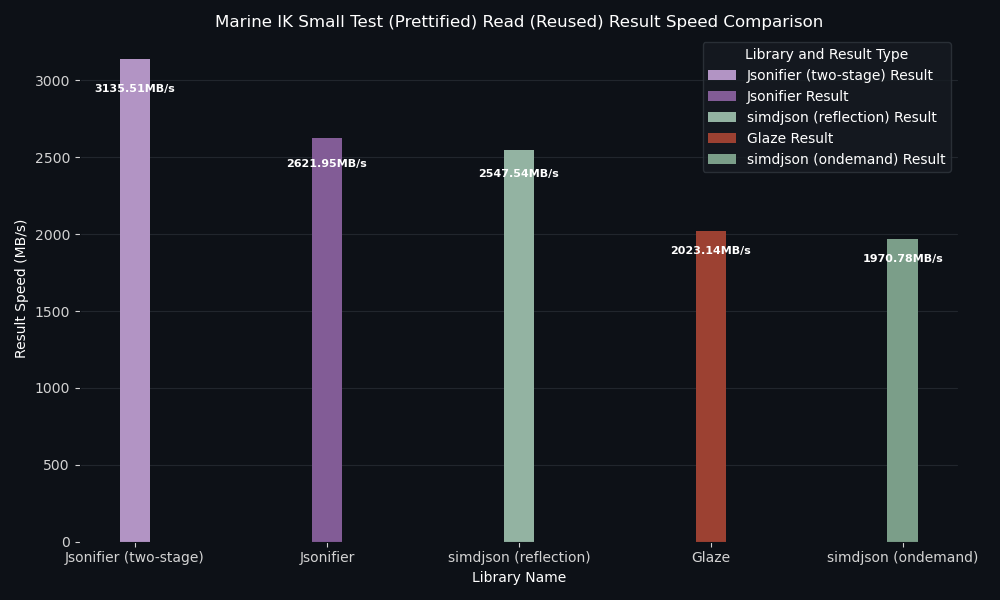 Marine IK Small Test (Prettified) Read (Reused) Result Speed Comparison
Library and Result Type
Jsonifier (two-stage) Result
Jsonifier Result
simdjson (reflection) Result
Glaze Result
simdjson (ondemand) Result
Result Speed (MB/s)
3000
2500
2000
1500
1000
500
0
3135.51MB/s
2621.95MB/s
2547.54MB/s
2023.14MB/s
1970.78MB/s
Jsonifier (two-stage)
Jsonifier
simdjson (reflection)
Glaze
simdjson (ondemand)
Library Name